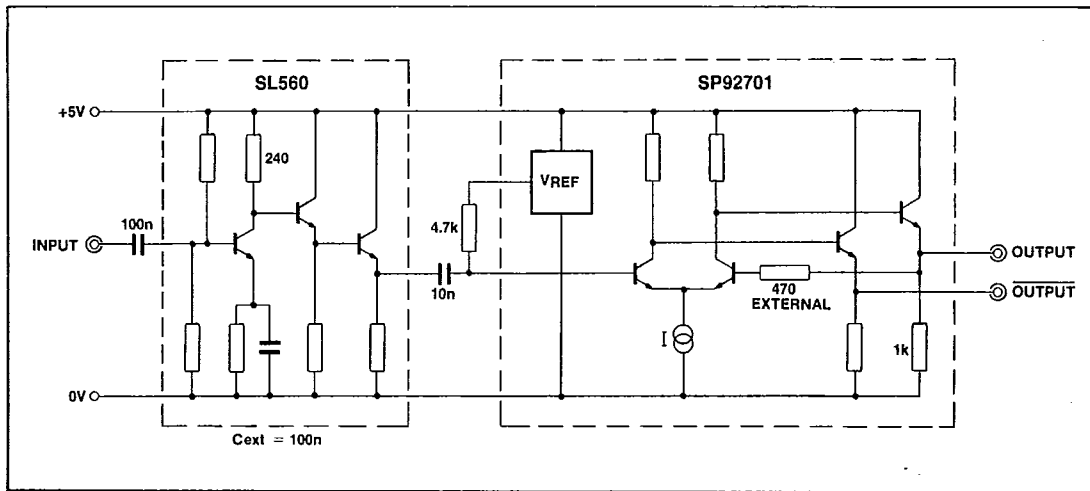 SL560
SP92701
+5V
240
VREF
4.7k
100n
INPUT
10n
470
EXTERNAL
OUTPUT
OUTPUT
I
1k
0V
Cext = 100n